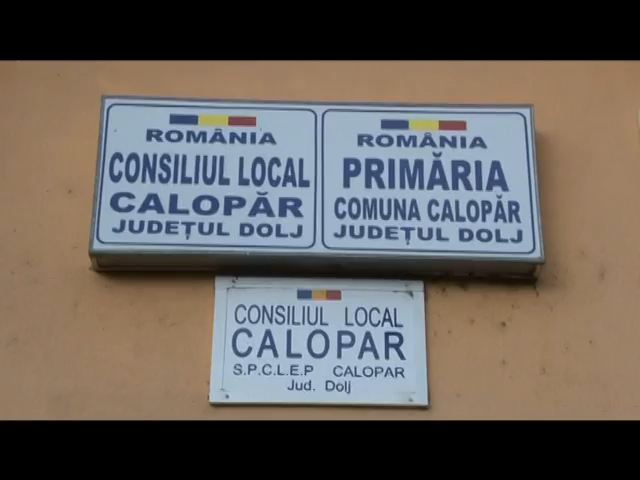 ROMÂNIA
CONSILIUL LOCAL
CALOPĂR
JUDEȚUL DOLJ
ROMÂNIA
PRIMĂRIA
COMUNA CALOPĂR
JUDEȚUL DOLJ
CONSILIUL LOCAL
CALOPAR
S.P.C.L.E.P CALOPAR
Jud. Dolj